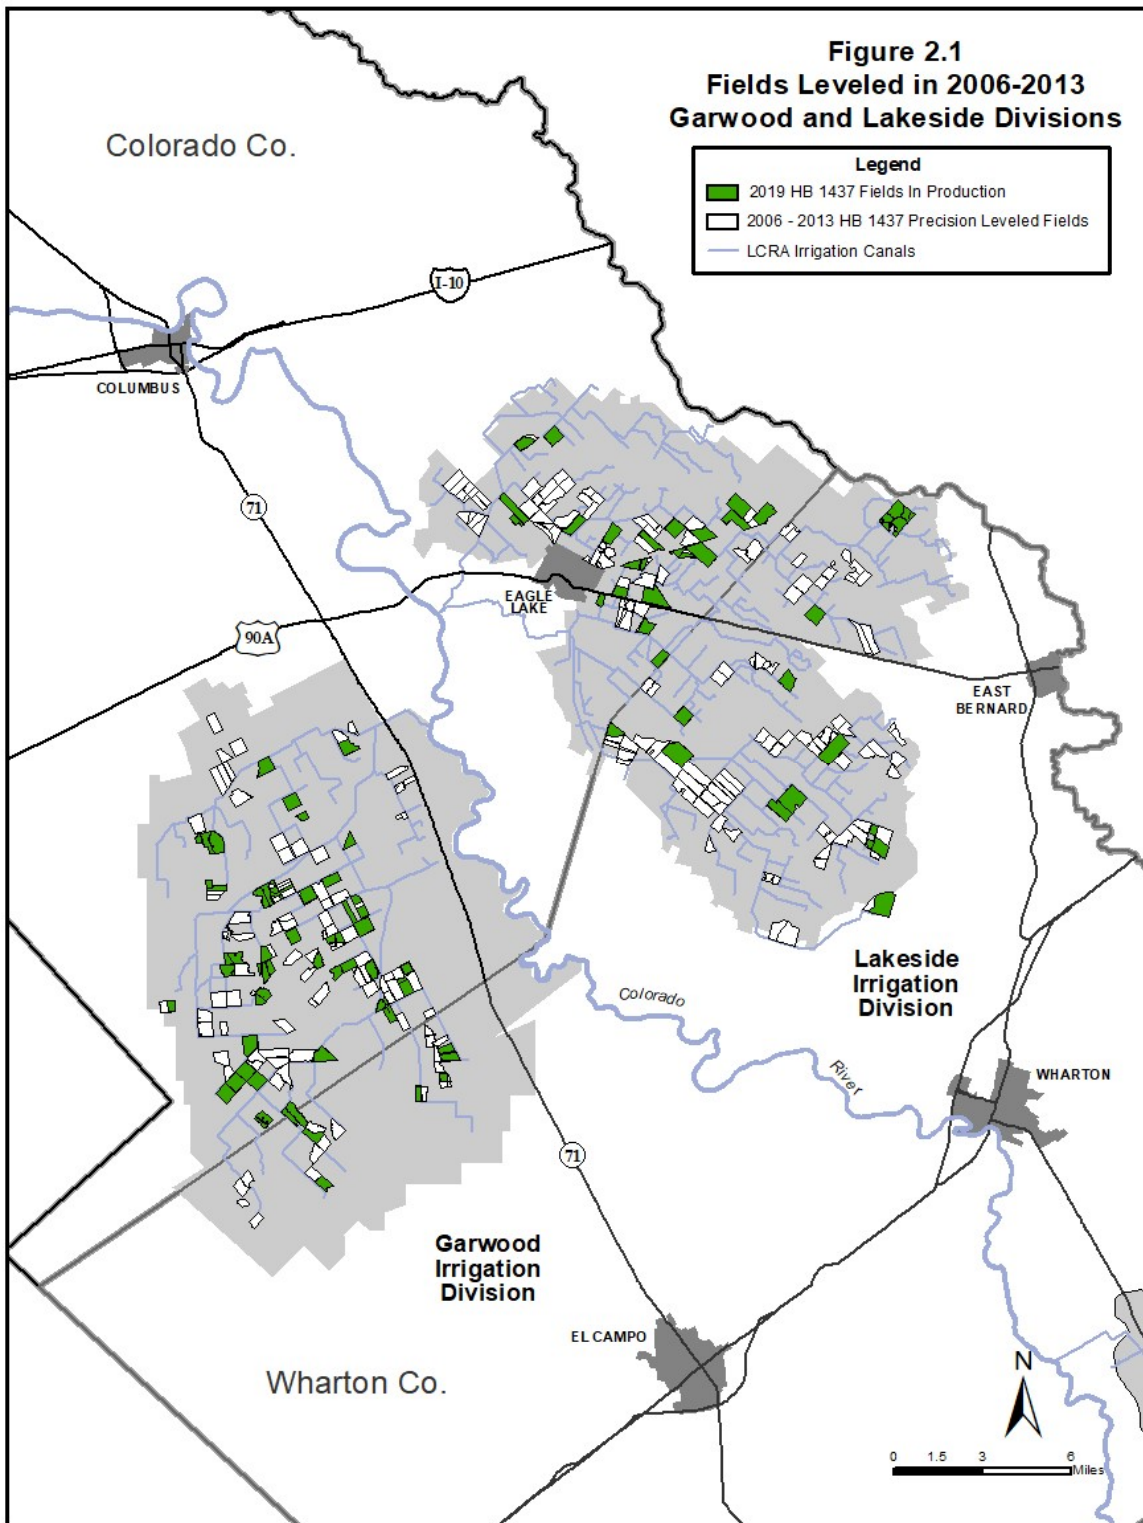 Figure 2.1
Fields Leveled in 2006-2013
Garwood and Lakeside Divisions
Legend
2019 HB 1437 Fields In Production
2006 - 2013 HB 1437 Precision Leveled Fields
LCRA Irrigation Canals
Colorado Co.
I-10
COLUMBUS
71
EAGLE
LAKE
90A
EAST
BERNARD
Lakeside
Irrigation
Division
Colorado
River
WHARTON
71
Garwood
Irrigation
Division
EL CAMPO
Wharton Co.
N
0 1.5 3 6
Miles